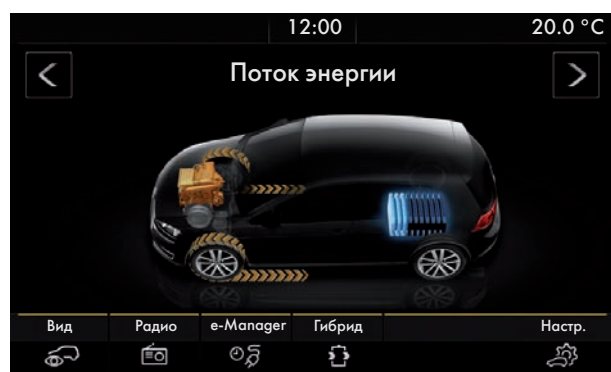 12:00 20.0 °C
Поток энергии
Вид Радио e-Manager Гибрид Настр.